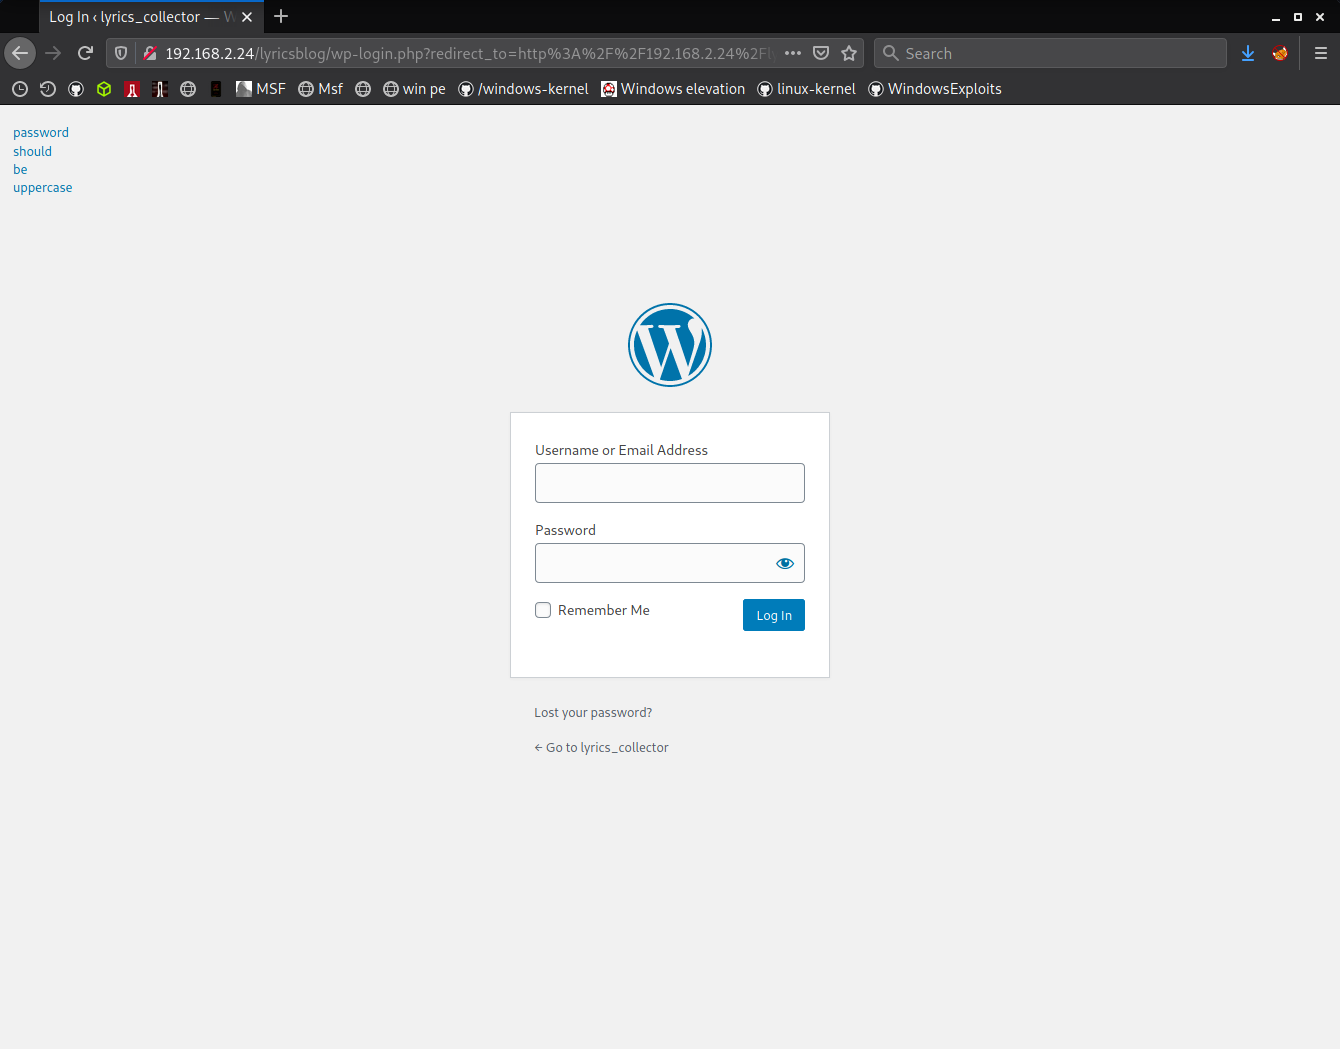 Log In ‹ lyrics_collector — W
192.168.2.24/lyricsblog/wp-login.php?redirect_to=http%3A%2F%2F192.168.2.24%2Fly
Search
MSF
Msf
win pe
/windows-kernel
Windows elevation
linux-kernel
WindowsExploits
password
should
be
uppercase
Username or Email Address
Password
Remember Me
Log In
Lost your password?
← Go to lyrics_collector